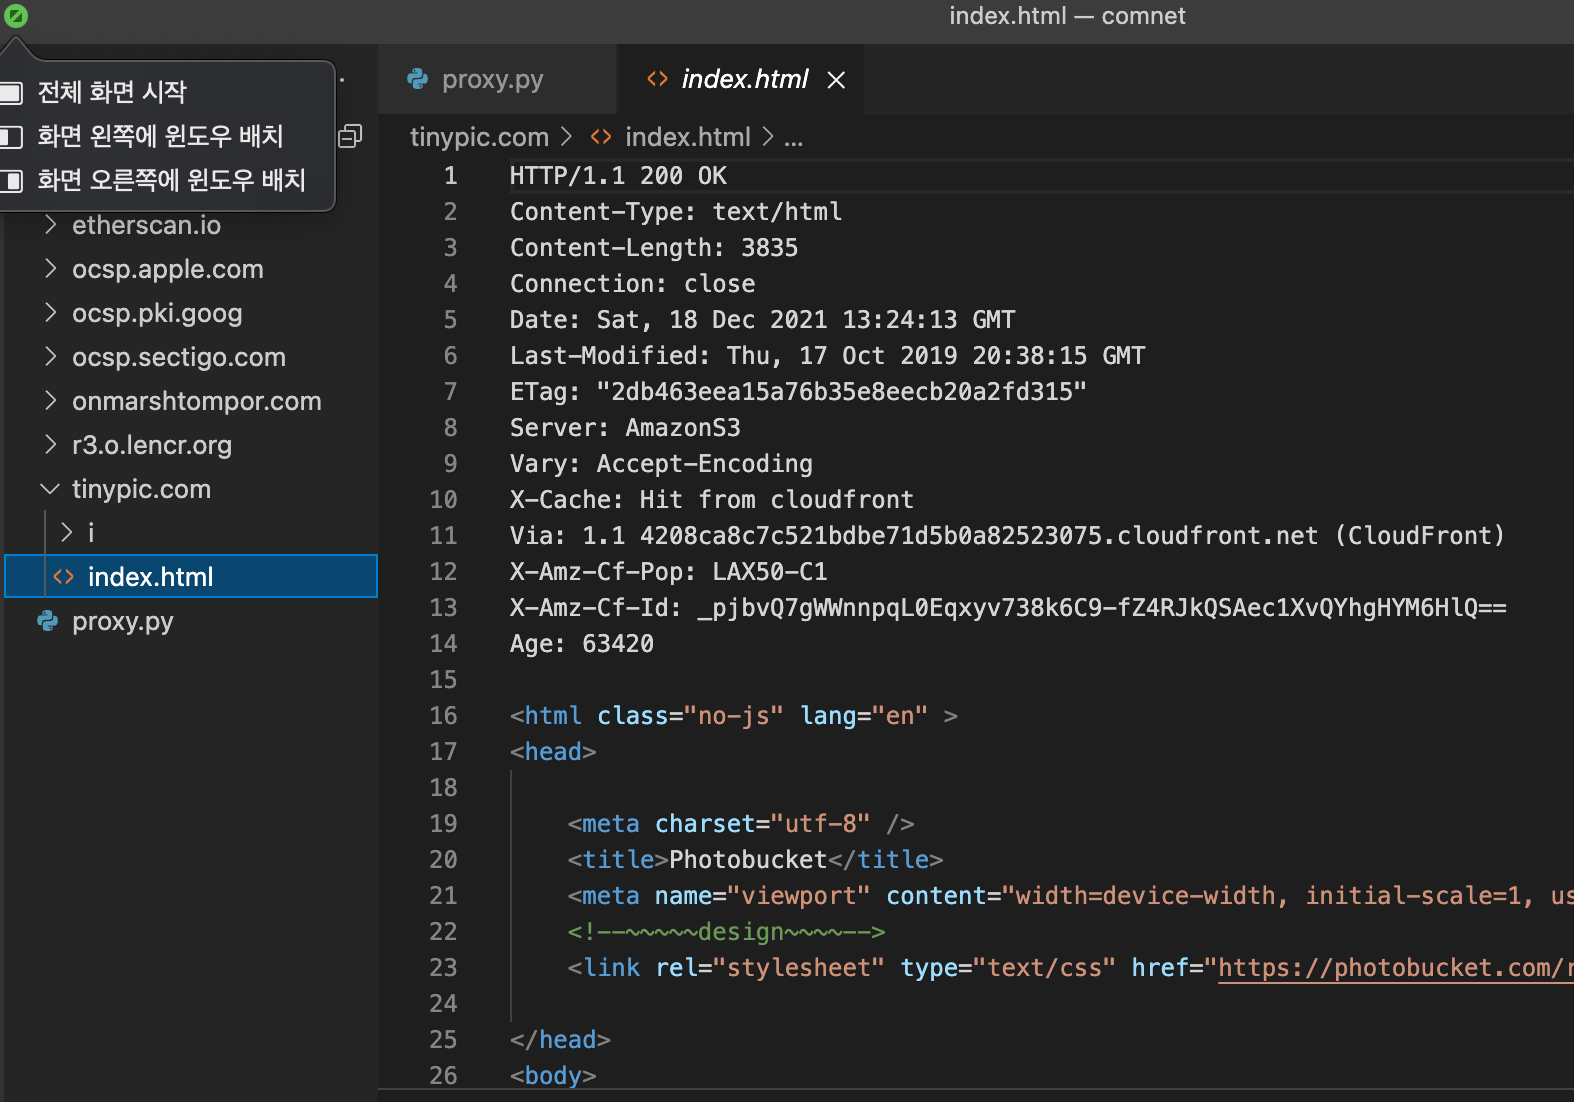 index.html — comnet
전체 화면 시작
화면 왼쪽에 윈도우 배치
화면 오른쪽에 윈도우 배치
etherscan.io
ocsp.apple.com
ocsp.pki.goog
ocsp.sectigo.com
onmarshtompor.com
r3.o.lencr.org
tinypic.com
i
index.html
proxy.py
proxy.py
index.html
tinypic.com > <> index.html > ...
1 HTTP/1.1 200 OK
2 Content-Type: text/html
3 Content-Length: 3835
4 Connection: close
5 Date: Sat, 18 Dec 2021 13:24:13 GMT
6 Last-Modified: Thu, 17 Oct 2019 20:38:15 GMT
7 ETag: "2db463eea15a76b35e8eecb20a2fd315"
8 Server: AmazonS3
9 Vary: Accept-Encoding
10 X-Cache: Hit from cloudfront
11 Via: 1.1 4208ca8c7c521bdbe71d5b0a82523075.cloudfront.net (CloudFront)
12 X-Amz-Cf-Pop: LAX50-C1
13 X-Amz-Cf-Id: _pjbvQ7gWWnnpqL0Eqxyv738k6C9-fZ4RJkQSAec1XvQYhgHYM6HlQ==
14 Age: 63420
15
16 <html class="no-js" lang="en" >
17 <head>
18
19 <meta charset="utf-8" />
20 <title>Photobucket</title>
21 <meta name="viewport" content="width=device-width, initial-scale=1, us
22 <!--~~~~~design~~~~-->
23 <link rel="stylesheet" type="text/css" href="https://photobucket.com/r
24
25 </head>
26 <body>